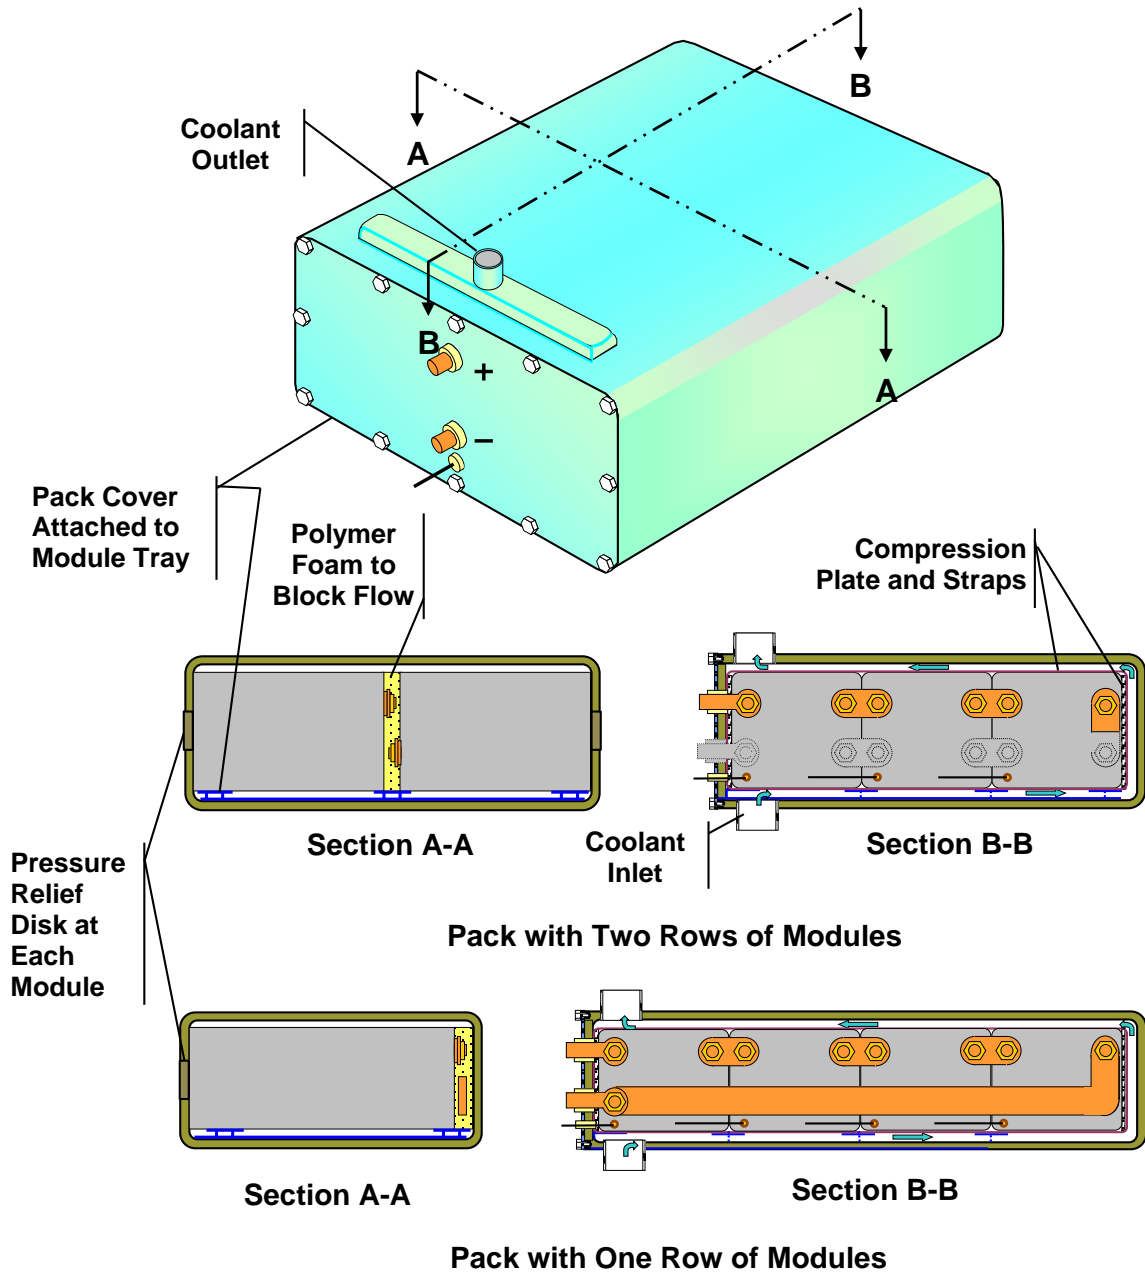 B
Coolant
Outlet
A
B
+
A
−
Pack Cover
Attached to
Module Tray
Polymer
Foam to
Block Flow
Compression
Plate and Straps
Section A-A
Coolant
Inlet
Section B-B
Pressure
Relief
Disk at
Each
Module
Pack with Two Rows of Modules
Section A-A
Section B-B
Pack with One Row of Modules